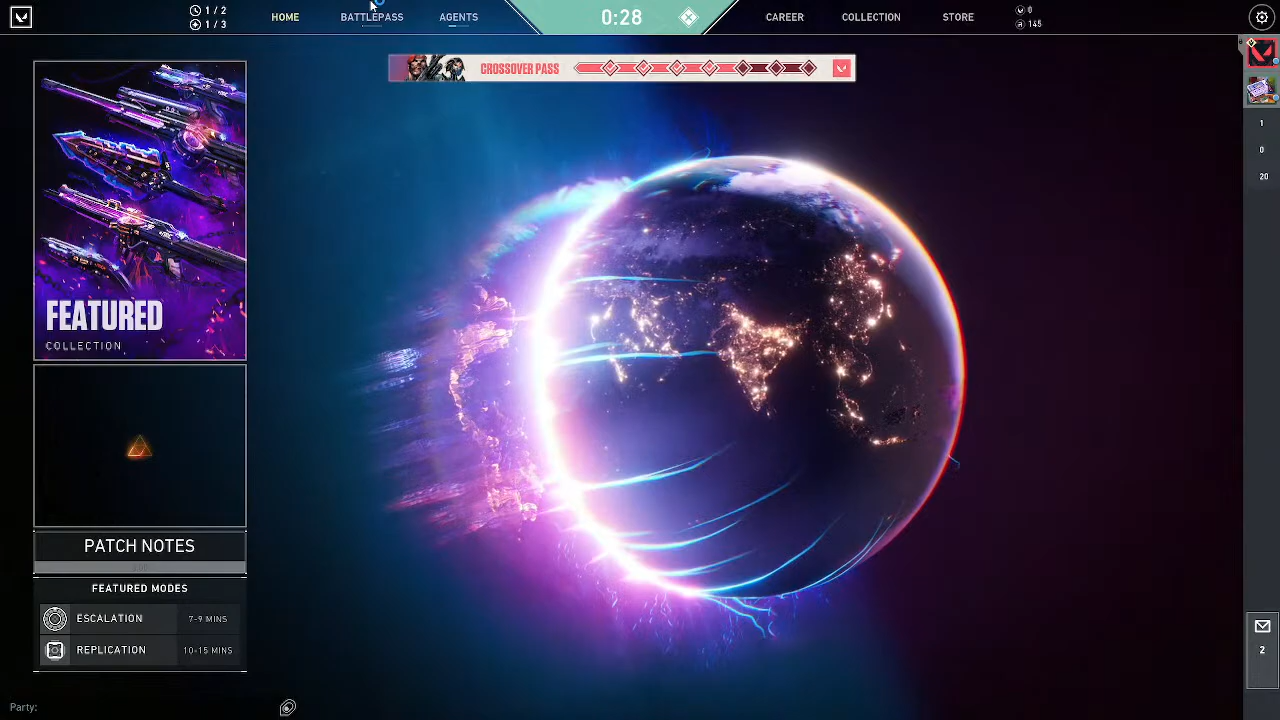 1 / 2
1 / 3
HOME
BATTLEPASS
AGENTS
0:28
CAREER
COLLECTION
STORE
0
145
CROSSOVER PASS
FEATURED
COLLECTION
PATCH NOTES
FEATURED MODES
ESCALATION 7-9 MINS
REPLICATION 10-15 MINS
1
0
20
2
Party: